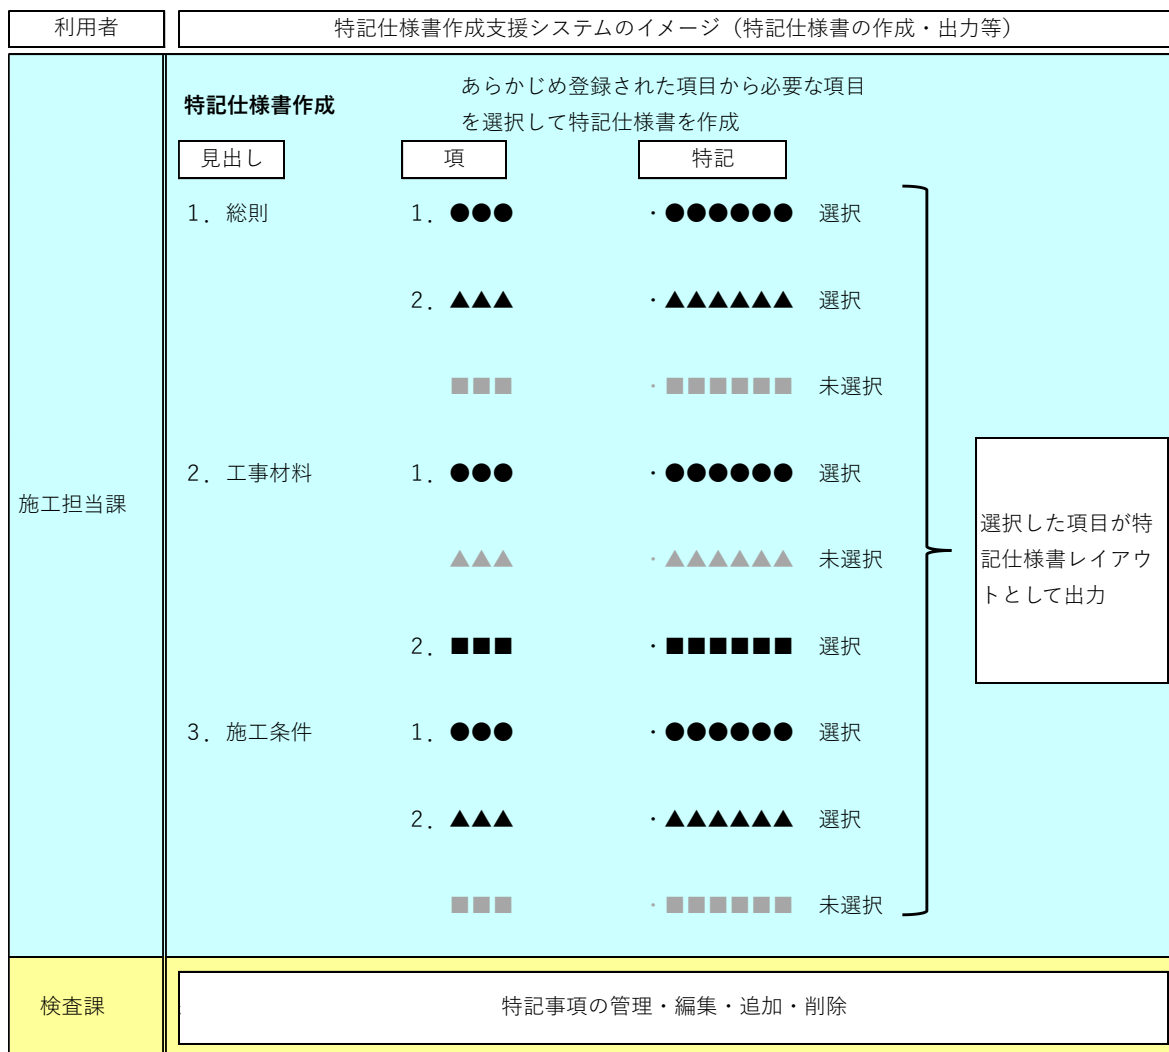 利用者
特記仕様書作成支援システムのイメージ（特記仕様書の作成・出力等）
施工担当課
特記仕様書作成
あらかじめ登録された項目から必要な項目
を選択して特記仕様書を作成
見出し 項 特記
1．総則 1．●●● ・●●●●●● 選択
2．▲▲▲ ・▲▲▲▲▲▲ 選択
■■■ ・■■■■■■ 未選択
2．工事材料 1．●●● ・●●●●●● 選択
▲▲▲ ・▲▲▲▲▲▲ 未選択
2．■■■ ・■■■■■■ 選択
3．施工条件 1．●●● ・●●●●●● 選択
2．▲▲▲ ・▲▲▲▲▲▲ 選択
■■■ ・■■■■■■ 未選択
選択した項目が特
記仕様書レイアウ
トとして出力
検査課
特記事項の管理・編集・追加・削除